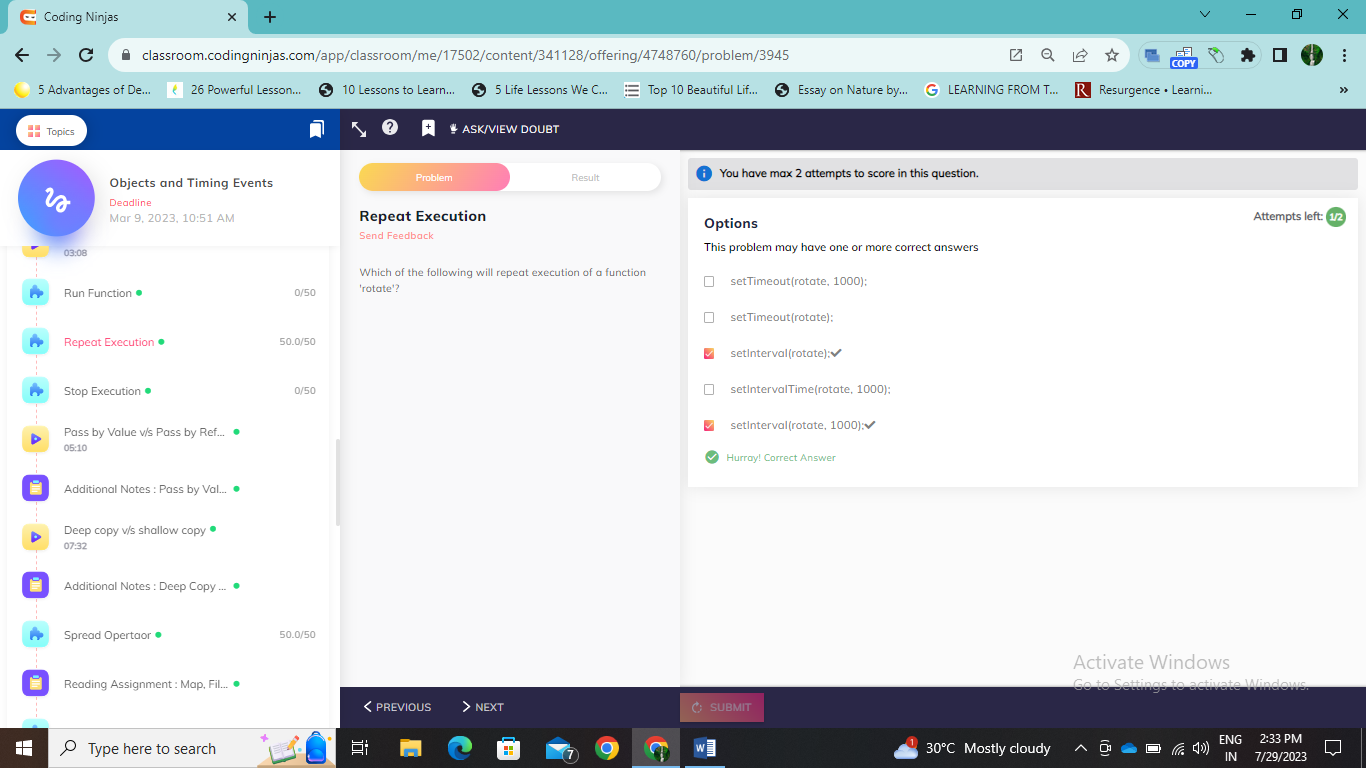 Coding Ninjas
classroom.codingninjas.com/app/classroom/me/17502/content/341128/offering/4748760/problem/3945
COPY
5 Advantages of De...
26 Powerful Lesson...
10 Lessons to Learn...
5 Life Lessons We C...
Top 10 Beautiful Lif...
Essay on Nature by...
LEARNING FROM T...
Resurgence • Learni...
Topics
ASK/VIEW DOUBT
Objects and Timing Events
Deadline
Mar 9, 2023, 10:51 AM
03:08
Run Function
0/50
Repeat Execution
50.0/50
Stop Execution
0/50
Pass by Value v/s Pass by Ref...
05:10
Additional Notes : Pass by Val...
Deep copy v/s shallow copy
07:32
Additional Notes : Deep Copy ...
Spread Opertaor
50.0/50
Reading Assignment : Map, Fil...
Problem
Result
Repeat Execution
Send Feedback
Which of the following will repeat execution of a function
'rotate'?
You have max 2 attempts to score in this question.
Options
Attempts left: 1/2
This problem may have one or more correct answers
setTimeout(rotate, 1000);
setTimeout(rotate);
setInterval(rotate);
setIntervalTime(rotate, 1000);
setInterval(rotate, 1000);
Hurray! Correct Answer
Activate Windows
Go to Settings to activate Windows.
PREVIOUS
NEXT
SUBMIT
Type here to search
7
1
30°C Mostly cloudy
ENG
IN
2:33 PM
7/29/2023